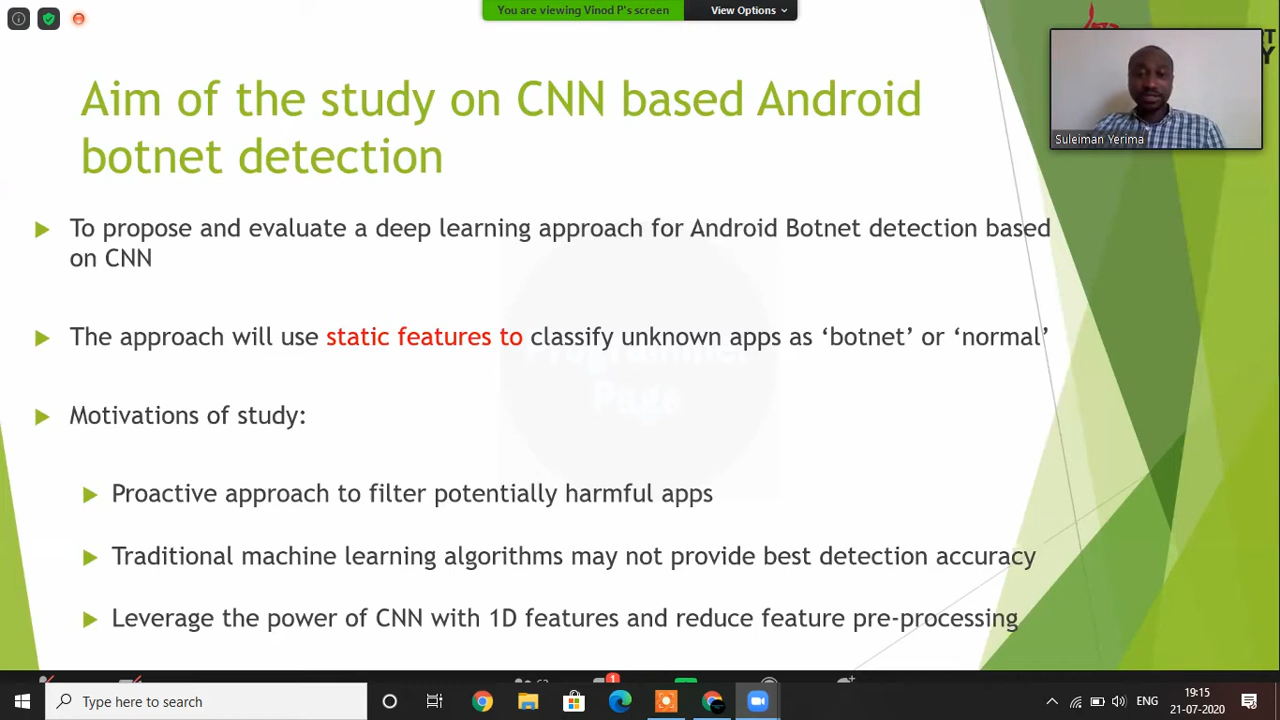 You are viewing Vinod P's screen
View Options
Aim of the study on CNN based Android
botnet detection
Suleiman Yerima
To propose and evaluate a deep learning approach for Android Botnet detection based
on CNN
The approach will use static features to classify unknown apps as ‘botnet’ or ‘normal’
Motivations of study:
Proactive approach to filter potentially harmful apps
Traditional machine learning algorithms may not provide best detection accuracy
Leverage the power of CNN with 1D features and reduce feature pre-processing
Programmer
Page
1
Type here to search
ENG
19:15
21-07-2020